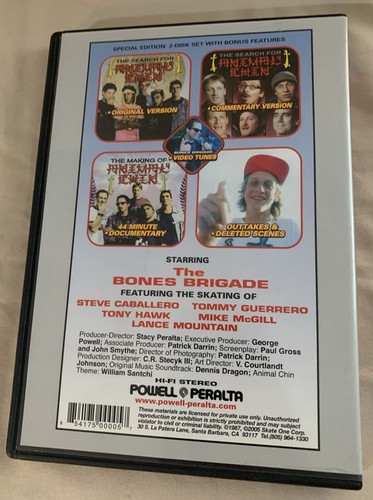 SPECIAL EDITION 2-DISK SET WITH BONUS FEATURES
THE SEARCH FOR
ANIMAL
CHIN
• ORIGINAL VERSION
THE SEARCH FOR
ANIMAL
CHIN
• COMMENTARY VERSION
BONES BRIGADE
• VIDEO TUNES
THE MAKING OF
ANIMAL
CHIN
44 MINUTE
• DOCUMENTARY
OUTTAKES &
• DELETED SCENES
STARRING
The
BONES BRIGADE
FEATURING THE SKATING OF
STEVE CABALLERO TOMMY GUERRERO
TONY HAWK MIKE McGILL
LANCE MOUNTAIN
Producer-Director: Stacy Peralta; Executive Producer: George
Powell; Associate Producer: Patrick Darrin; Screenplay: Paul Gross
and John Smythe; Director of Photography: Patrick Darrin;
Production Designer: C.R. Stecyk III; Art Director: V. Courtlandt
Johnson; Original Music Soundtrack: Dennis Dragon; Animal Chin
Theme: William Santchi
HI-FI STEREO
POWELL PERALTA
www.powell-peralta.com
These materials are licensed for private use only. Unauthorized
reproduction or exhibition is strictly prohibited and may subject
violator to civil or criminal liability. ©1987, ©2005 Skate One Corp.
30 S. La Patera Lane, Santa Barbara, CA 93117 Tel.(805) 964-1330
9 54175 00005 7